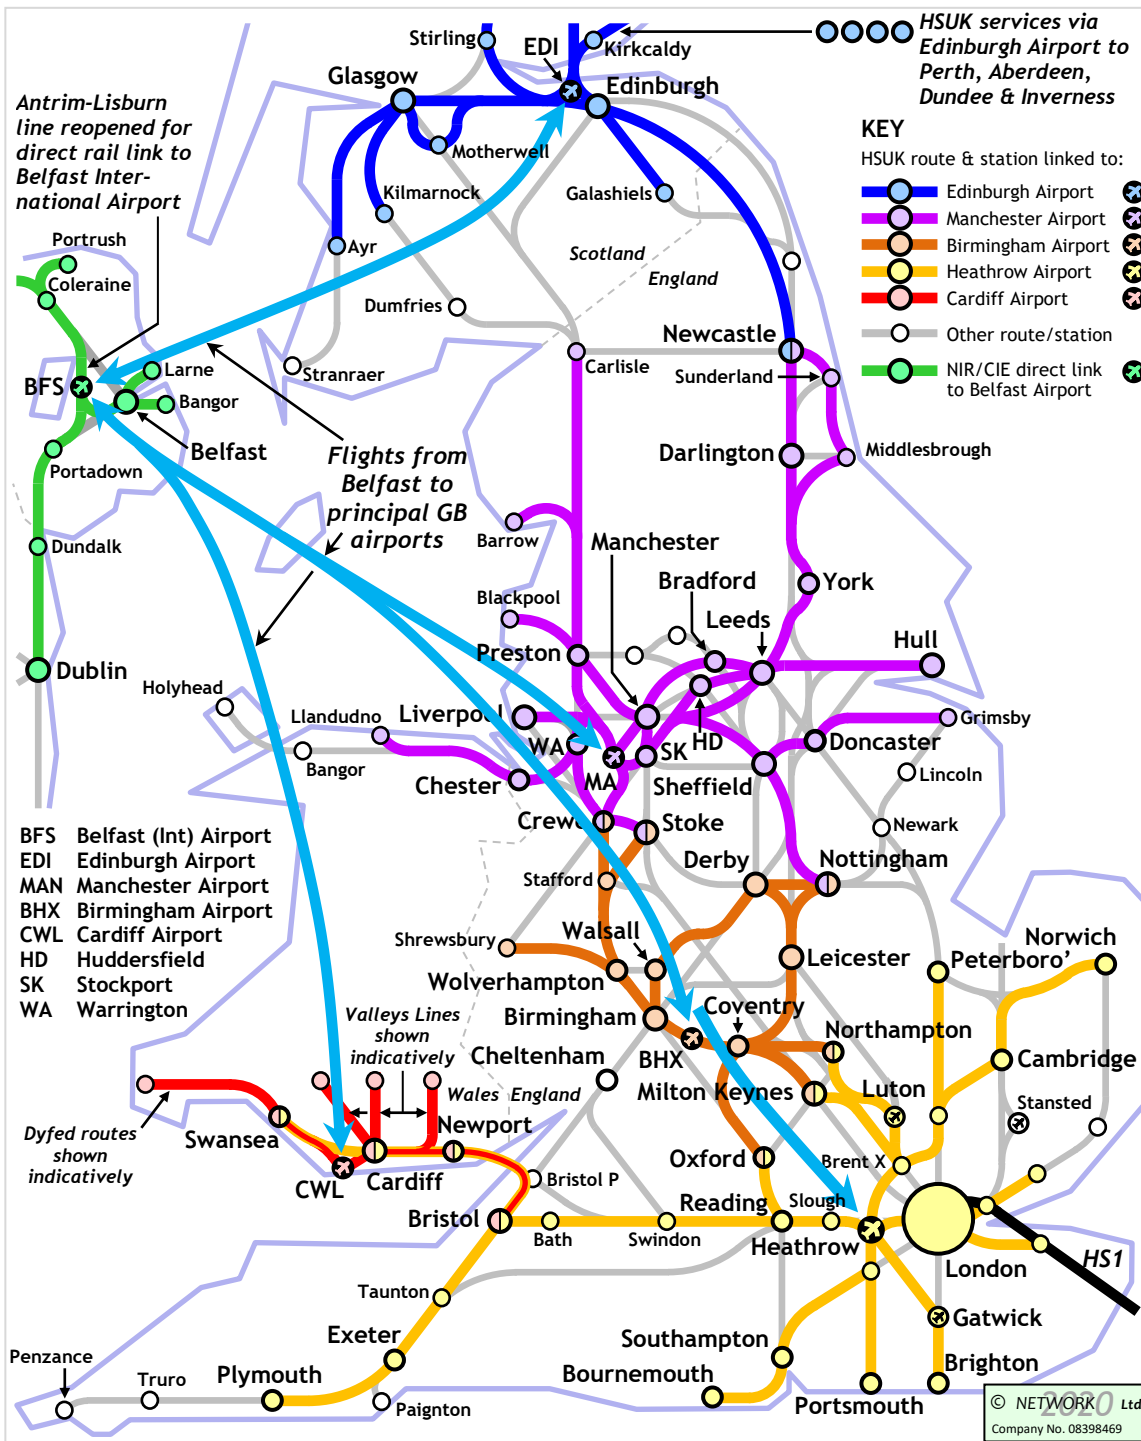 HSUK services via
Edinburgh Airport to
Perth, Aberdeen,
Dundee & Inverness
Stirling
EDI
Kirkcaldy
Glasgow
Edinburgh
Antrim-Lisburn
line reopened for
direct rail link to
Belfast Inter-
national Airport
KEY
HSUK route & station linked to:
Edinburgh Airport
Manchester Airport
Birmingham Airport
Heathrow Airport
Cardiff Airport
Other route/station
NIR/CIE direct link
to Belfast Airport
Motherwell
Kilmarnock
Galashiels
Portrush
Coleraine
Ayr
Scotland
England
Dumfries
Newcastle
Carlisle
Sunderland
Stranraer
BFS
Larne
Bangor
Belfast
Portadown
Flights from
Belfast to
principal GB
airports
Darlington
Middlesbrough
Dundalk
Barrow
Manchester
Bradford
York
Blackpool
Leeds
Preston
Hull
Dublin
Holyhead
Llandudno
Liverpool
Grimsby
WA
SK
HD
Doncaster
Bangor
Chester
MA
Sheffield
Lincoln
Crewe
Stoke
Newark
BFS Belfast (Int) Airport
EDI Edinburgh Airport
MAN Manchester Airport
BHX Birmingham Airport
CWL Cardiff Airport
HD Huddersfield
SK Stockport
WA Warrington
Derby
Nottingham
Stafford
Shrewsbury
Walsall
Norwich
Wolverhampton
Leicester
Peterboro'
Valleys Lines
shown
indicatively
Birmingham
Coventry
Northampton
Cheltenham
BHX
Cambridge
Wales
England
Milton Keynes
Luton
Stansted
Dyfed routes
shown
indicatively
Swansea
Newport
CWL
Cardiff
Oxford
Brent X
Bristol P
Reading
Slough
Bristol
Bath
Swindon
Heathrow
London
HS1
Taunton
Gatwick
Exeter
Southampton
Penzance
Truro
Plymouth
Bournemouth
Brighton
Paignton
Portsmouth
© NETWORK 2020 Ltd
Company No. 08398469